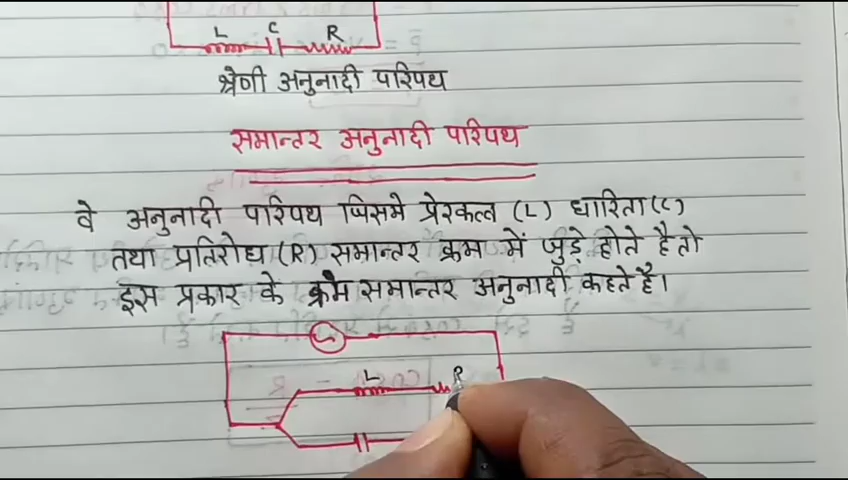 L C R
श्रेणी अनुनादी परिपथ
समान्तर अनुनादी परिपथ
वे अनुनादी परिपथ जिसमे प्रेरकत्व (L) धारिता (C)
तथा प्रतिरोध (R) समान्तर क्रम में जुड़े होते है तो
इस प्रकार के क्रम समान्तर अनुनादी कहते है।
L R